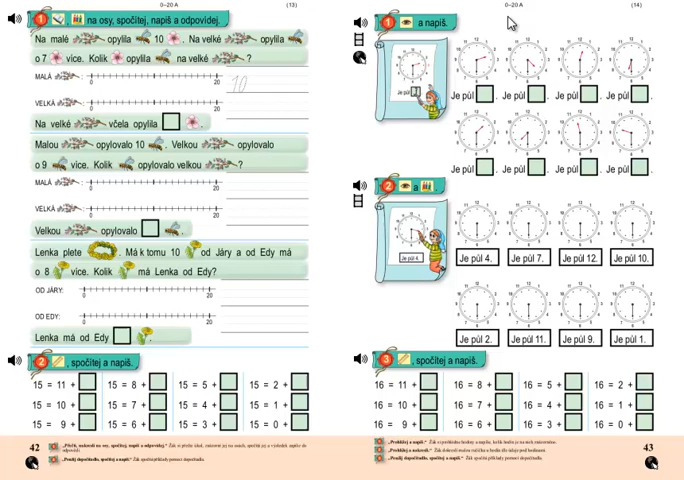 0–20 A (13)
1 , na osy, spočítej, napiš a odpovídej.
Na malé opylila 10 . Na velké opylila
o 7 více. Kolik opylila na velké ?
MALÁ :
0 20
10
VELKÁ :
0 20
Na velké včela opylila .
Malou opylovalo 10 . Velkou opylovalo
o 9 více. Kolik opylovalo velkou ?
MALÁ :
0 20
VELKÁ :
0 20
Velkou opylovalo .
Lenka plete . Má k tomu 10 od Járy a od Edy má
o 8 více. Kolik má Lenka od Edy?
OD JÁRY:
0 20
OD EDY:
0 20
Lenka má od Edy .
2 , spočítej a napiš.
15 = 11 + 15 = 8 + 15 = 5 + 15 = 2 +
15 = 10 + 15 = 7 + 15 = 4 + 15 = 1 +
15 = 9 + 15 = 6 + 15 = 3 + 15 = 0 +
42
0–20 A (14)
1 a napiš.
Je půl
Je půl . Je půl . Je půl . Je půl .
Je půl . Je půl . Je půl . Je půl .
2 a .
Je půl 4.
Je půl 4. Je půl 7. Je půl 12. Je půl 10.
Je půl 2. Je půl 11. Je půl 9. Je půl 1.
3 , spočítej a napiš.
16 = 11 + 16 = 8 + 16 = 5 + 16 = 2 +
16 = 10 + 16 = 7 + 16 = 4 + 16 = 1 +
16 = 9 + 16 = 6 + 16 = 3 + 16 = 0 +
43